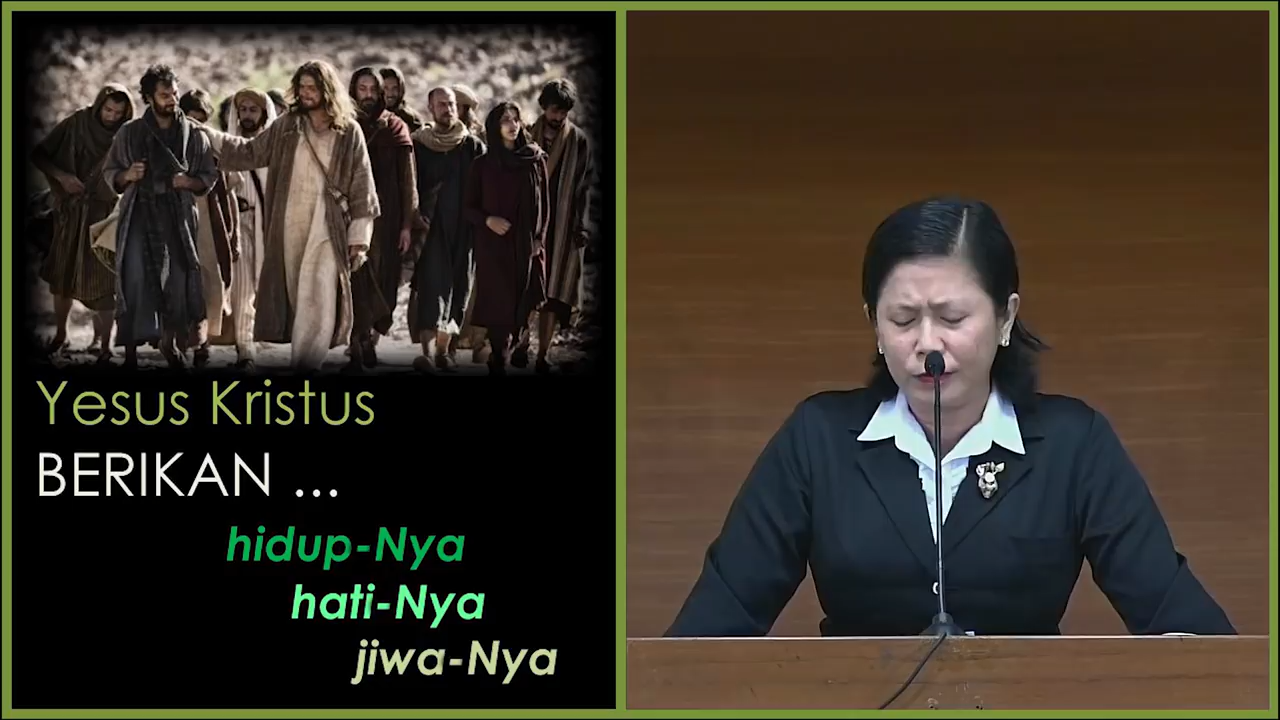 Yesus Kristus
BERIKAN ...
hidup-Nya
hati-Nya
jiwa-Nya